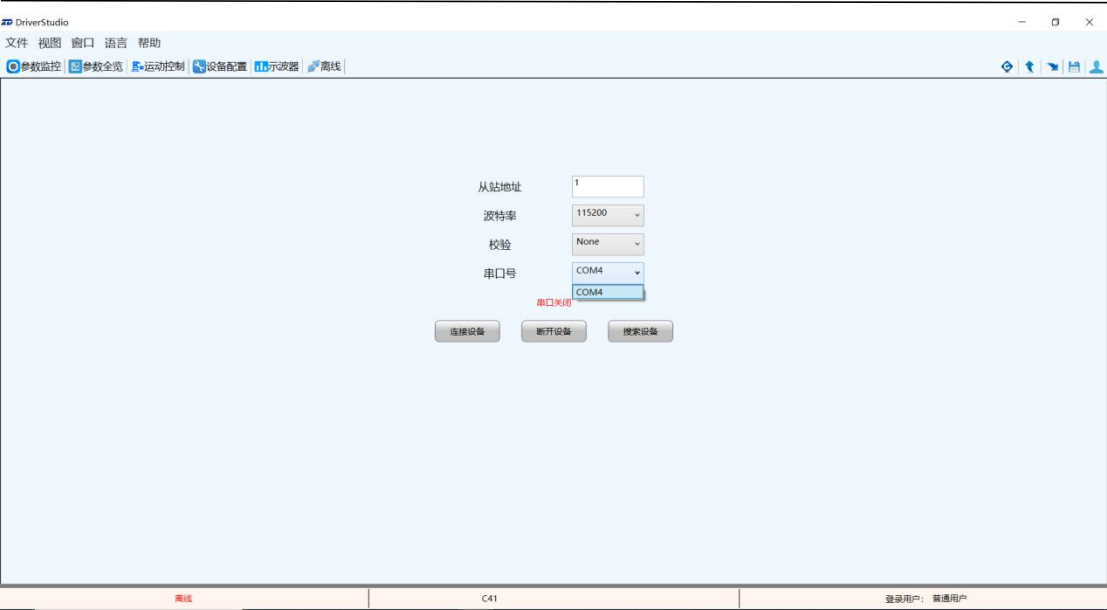 DriverStudio
文件 视图 窗口 语言 帮助
参数监控 参数全览 运动控制 设备配置 示波器 离线
从站地址 1
波特率 115200
校验 None
串口号 COM4
COM4
串口关闭
连接设备 断开设备 搜索设备
离线 C41 登录用户： 普通用户